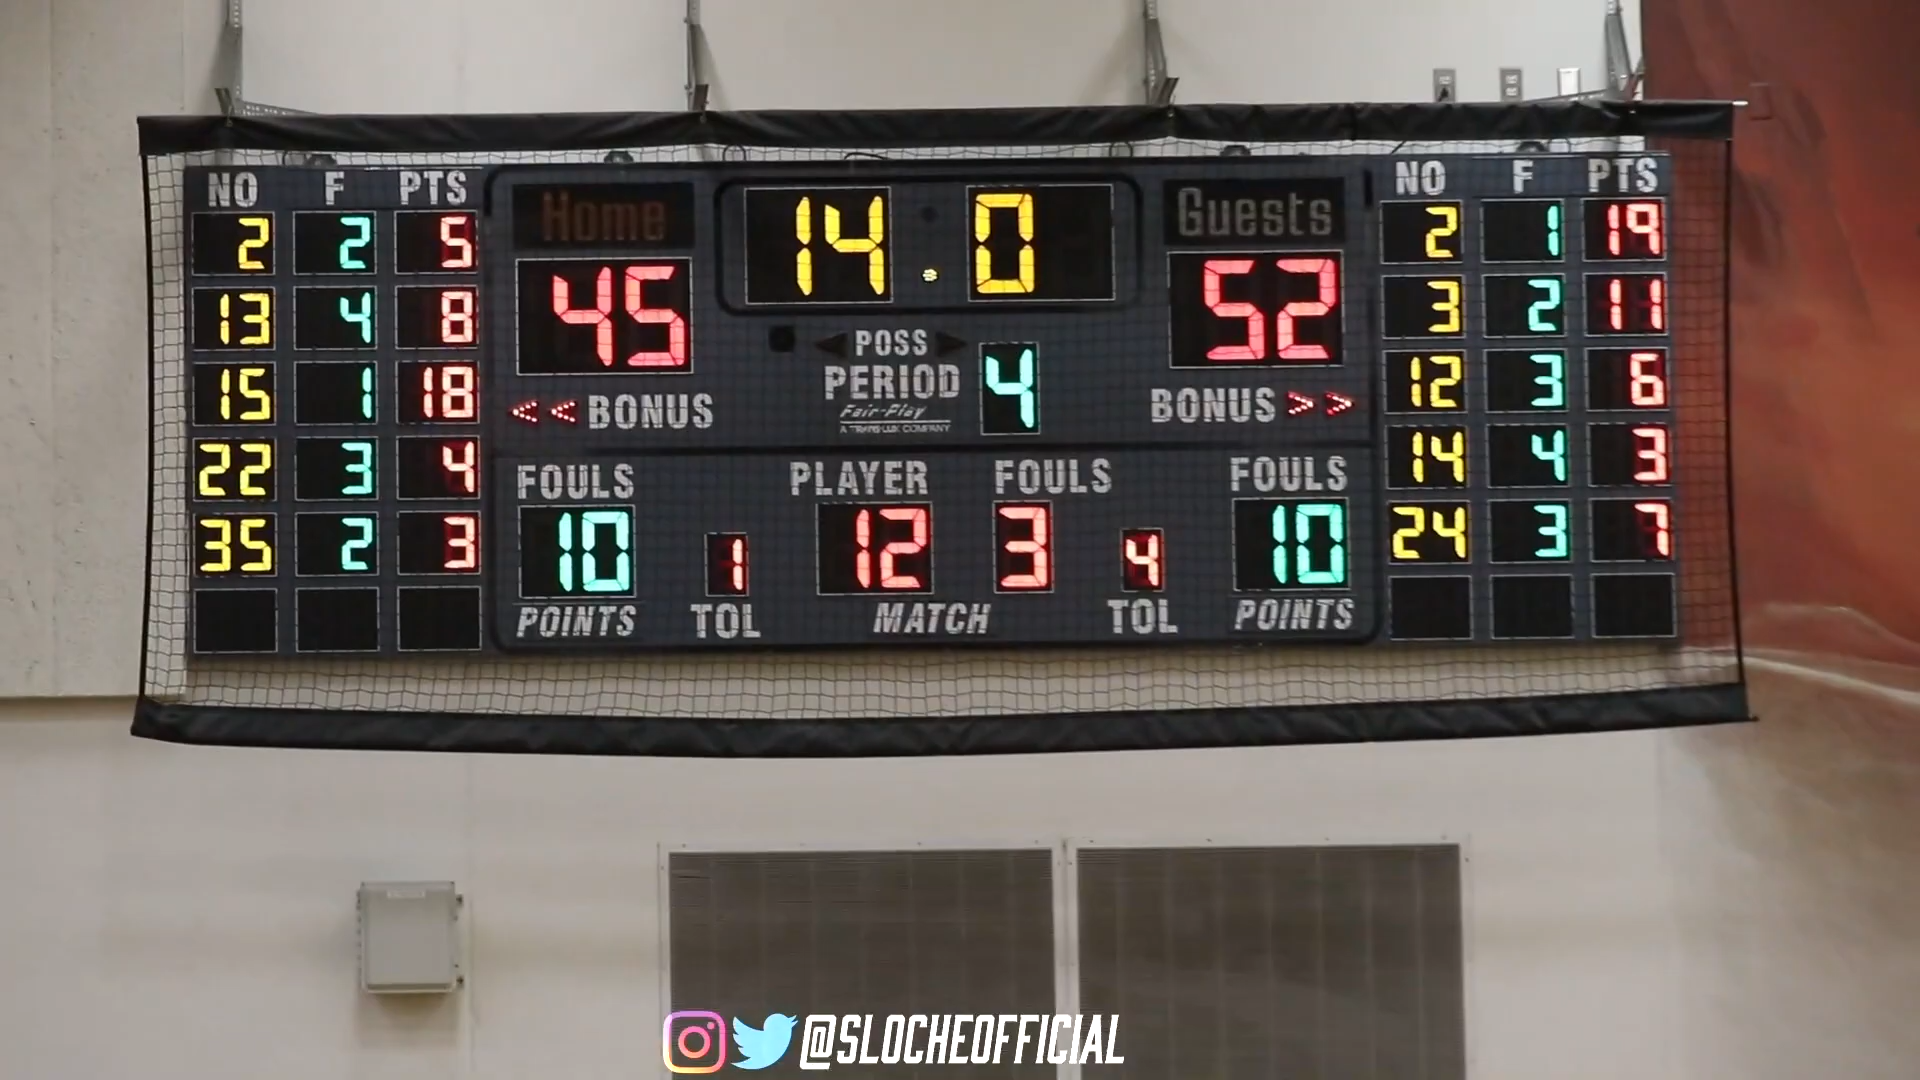 NO F PTS
2 2 5
13 4 8
15 1 18
22 3 4
35 2 3
Home 14.0 Guests
45 52
POSS
PERIOD 4
Fair-Play
A TRANS-LUX COMPANY
BONUS BONUS
FOULS PLAYER FOULS FOULS
10 1 12 3 4 10
POINTS TOL MATCH TOL POINTS
NO F PTS
2 1 19
3 2 11
12 3 6
14 4 3
24 3 7
@SLOCHEOFFICIAL